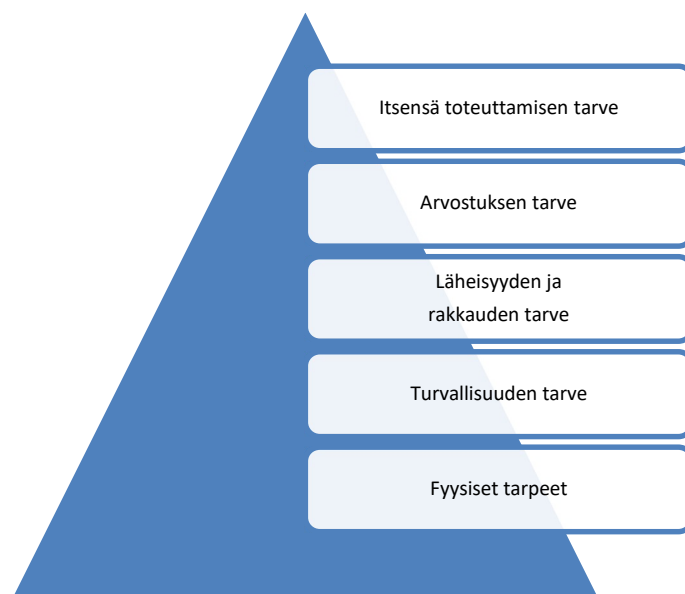 Itsensä toteuttamisen tarve
Arvostuksen tarve
Läheisyyden ja
rakkauden tarve
Turvallisuuden tarve
Fyysiset tarpeet